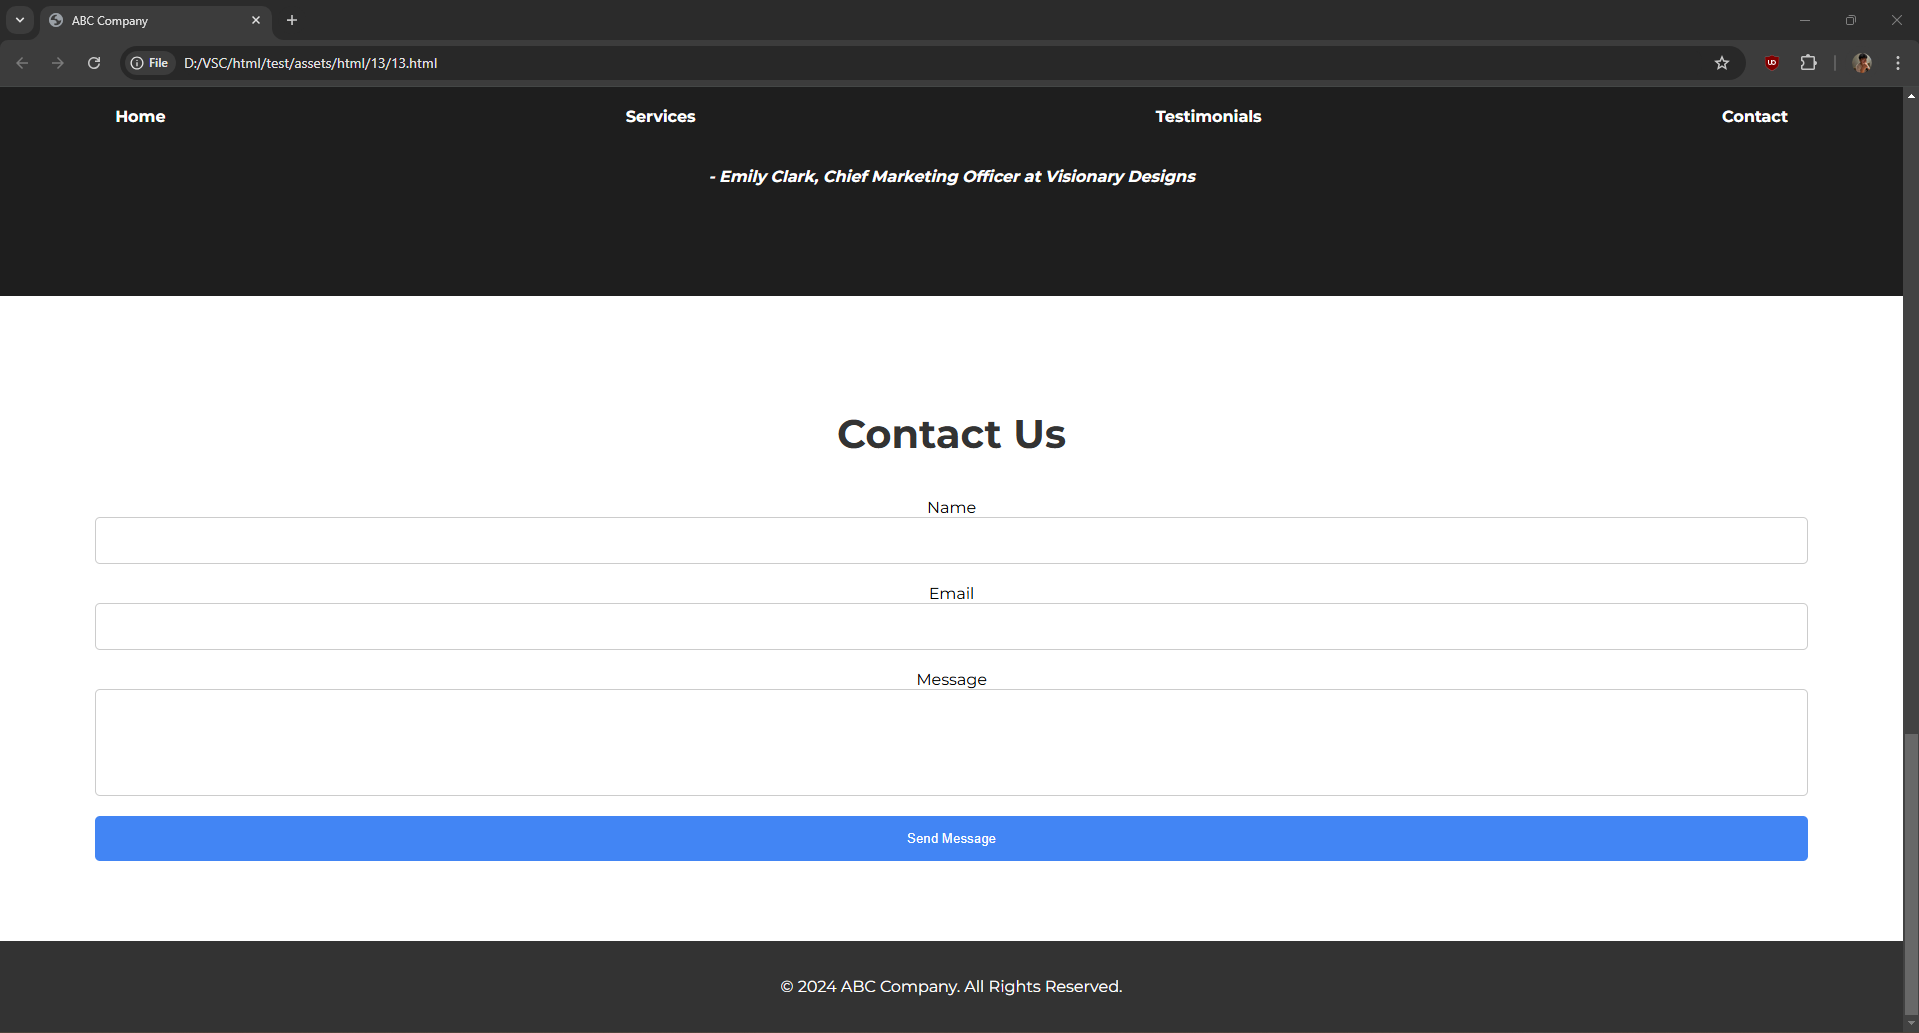 ABC Company
File
D:/VSC/html/test/assets/html/13/13.html
Home Services Testimonials Contact
- Emily Clark, Chief Marketing Officer at Visionary Designs
Contact Us
Name
Email
Message
Send Message
© 2024 ABC Company. All Rights Reserved.